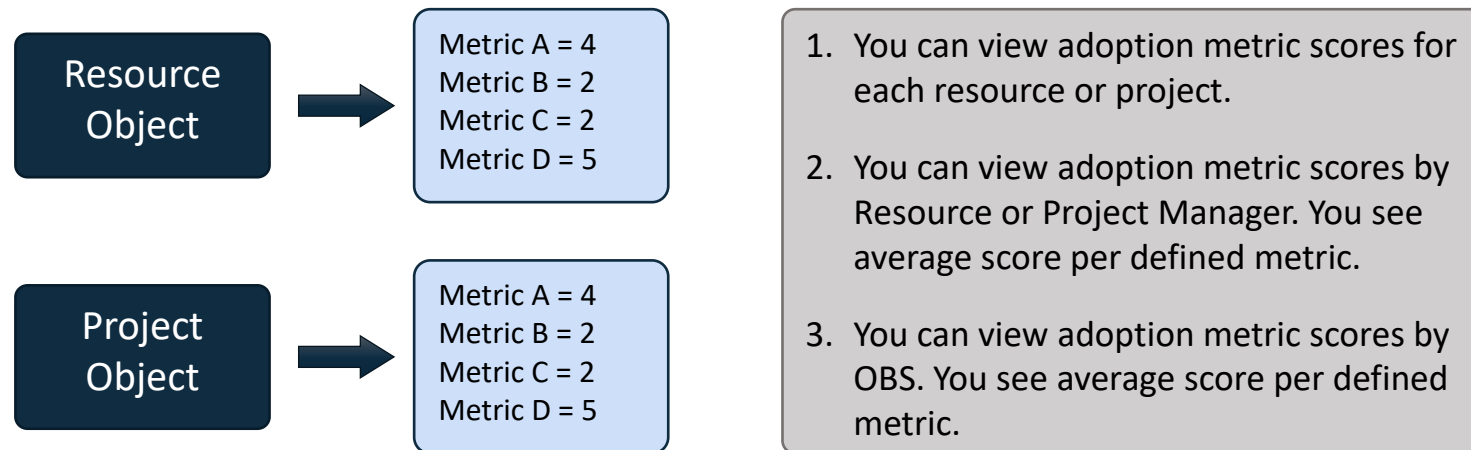 Resource
Object
Metric A = 4
Metric B = 2
Metric C = 2
Metric D = 5
Project
Object
Metric A = 4
Metric B = 2
Metric C = 2
Metric D = 5
1. You can view adoption metric scores for
each resource or project.
2. You can view adoption metric scores by
Resource or Project Manager. You see
average score per defined metric.
3. You can view adoption metric scores by
OBS. You see average score per defined
metric.